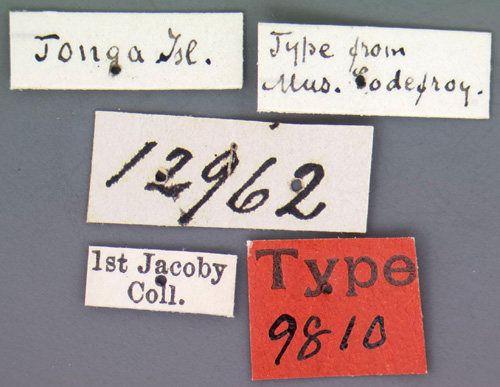 Tonga Isl.
Type from
Mus. Godefroy.
12962
1st Jacoby
Coll.
Type
9810